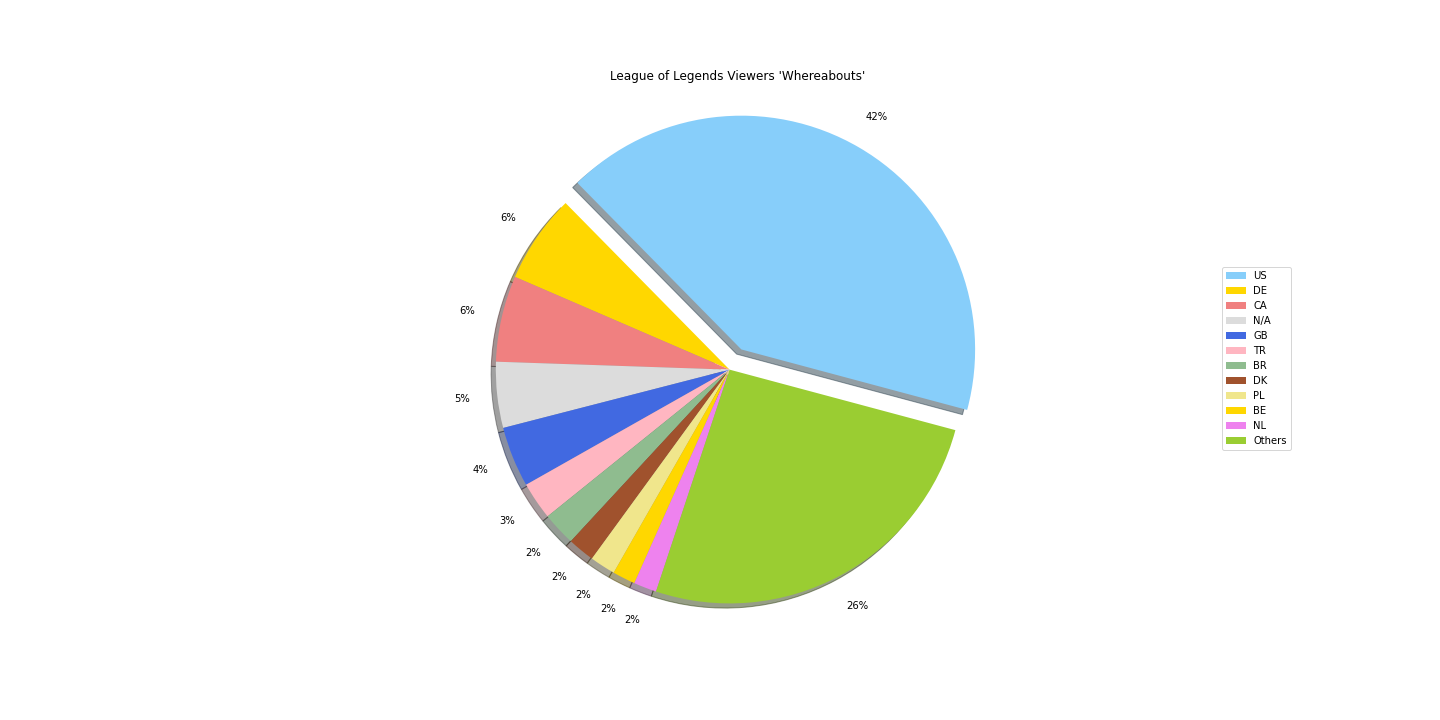 League of Legends Viewers 'Whereabouts'
42%
6%
6%
5%
4%
3%
2%
2%
2%
2%
2%
26%
US
DE
CA
N/A
GB
TR
BR
DK
PL
BE
NL
Others